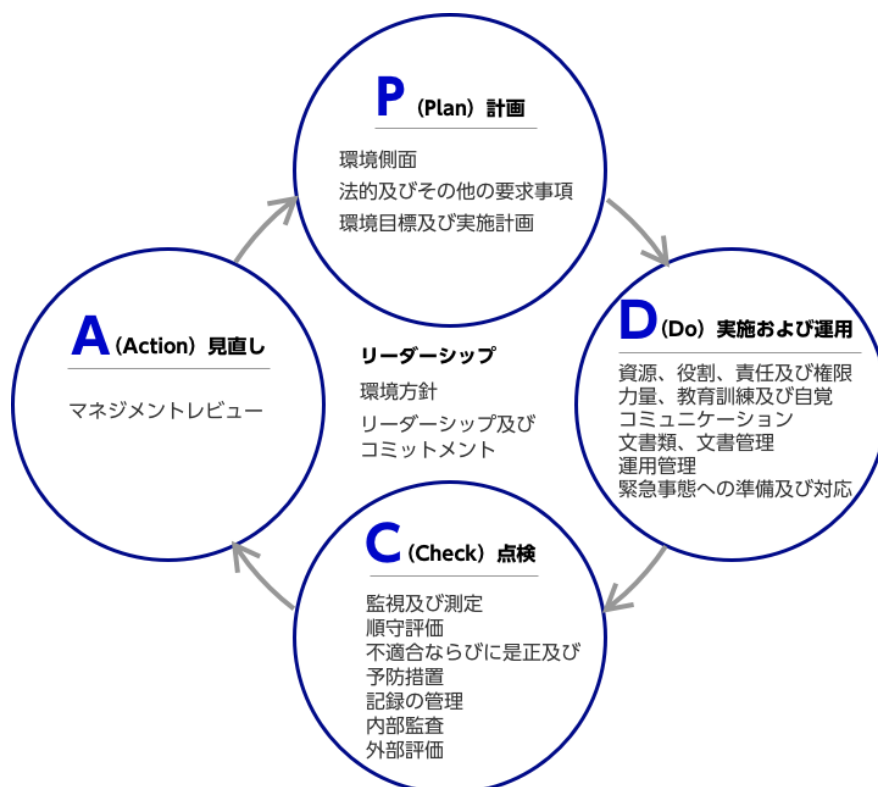 P (Plan) 計画
環境側面
法的及びその他の要求事項
環境目標及び実施計画
D (Do) 実施および運用
資源、役割、責任及び権限
力量、教育訓練及び自覚
コミュニケーション
文書類、文書管理
運用管理
緊急事態への準備及び対応
C (Check) 点検
監視及び測定
順守評価
不適合ならびに是正及び
予防措置
記録の管理
内部監査
外部評価
A (Action) 見直し
マネジメントレビュー
リーダーシップ
環境方針
リーダーシップ及び
コミットメント